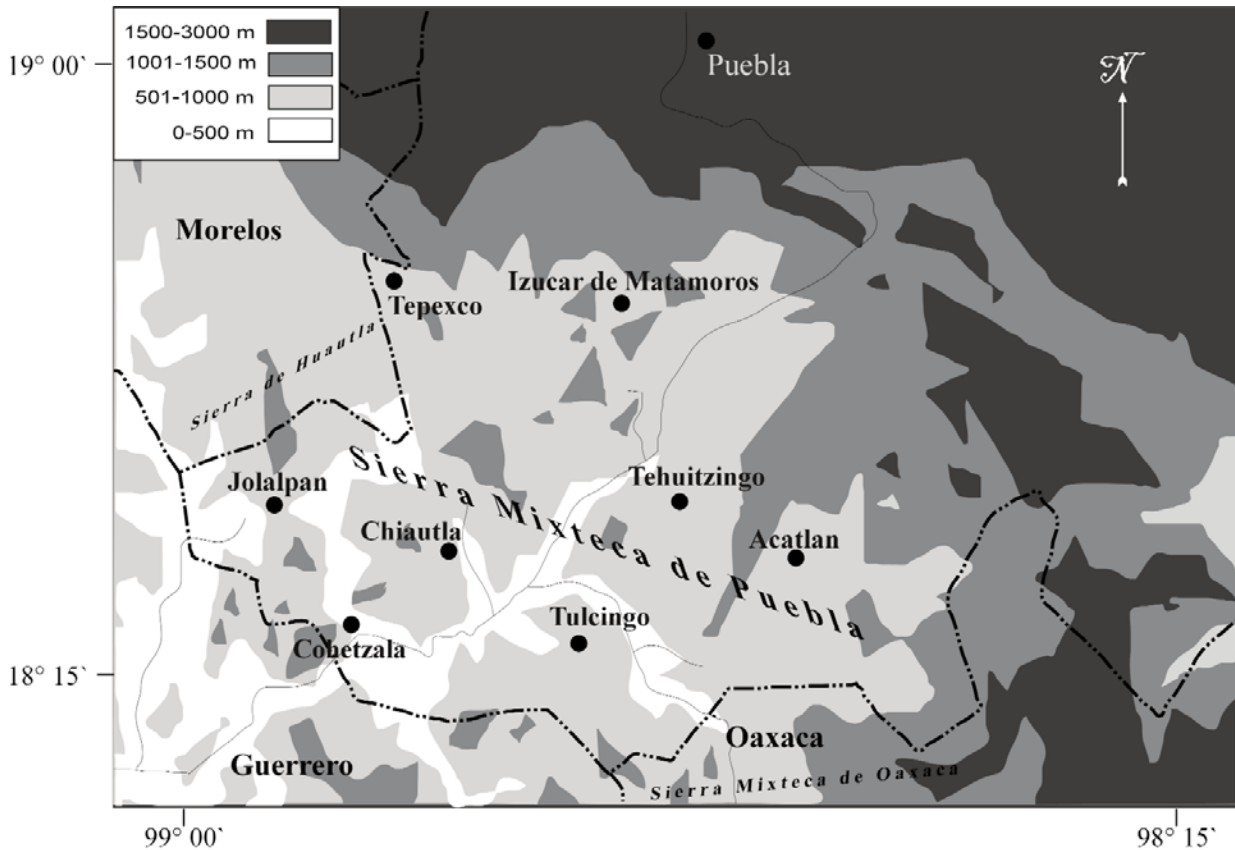 1500-3000 m
1001-1500 m
501-1000 m
0-500 m
19° 00`
Puebla
N
Morelos
Tepexco
Izucar de Matamoros
Sierra de Huautla
Sierra Mixteca de Puebla
Jolalpan
Tehuitzingo
Chiautla
Acatlan
Tulcingo
Cohetzala
18° 15`
Oaxaca
Guerrero
Sierra Mixteca de Oaxaca
99° 00`
98° 15`